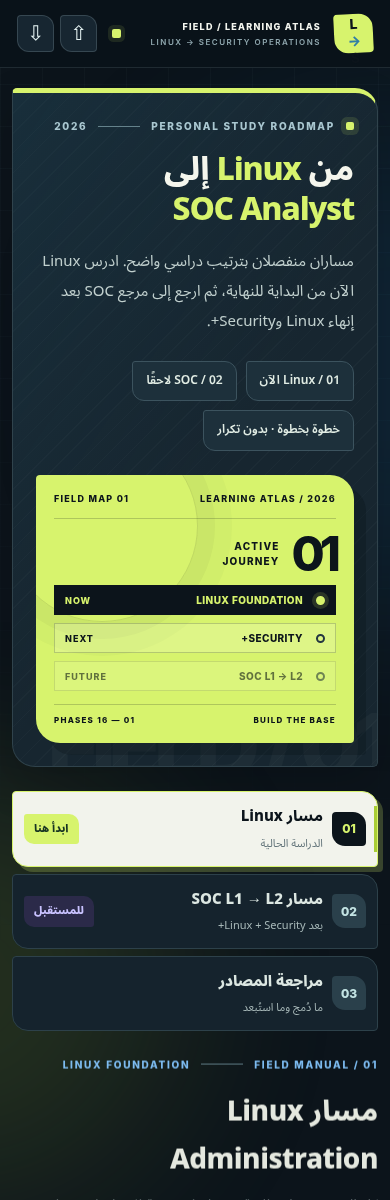 L
→
FIELD / LEARNING ATLAS
LINUX → SECURITY OPERATIONS
⇧
⇩
PERSONAL STUDY ROADMAP — 2026
من Linux إلى
SOC Analyst
مساران منفصلان بترتيب دراسي واضح. ادرس Linux
الآن من البداية للنهاية، ثم ارجع إلى مرجع SOC بعد
إنهاء Linux وSecurity+.
01 / Linux الآن
02 / SOC لاحقًا
خطوة بخطوة · بدون تكرار
LEARNING ATLAS / 2026
FIELD MAP 01
01
ACTIVE
JOURNEY
LINUX FOUNDATION
NOW
+SECURITY
NEXT
SOC L1 → L2
FUTURE
BUILD THE BASE
PHASES 16 — 01
01
مسار Linux
الدراسة الحالية
ابدأ هنا
02
مسار SOC L1 → L2
بعد Linux + Security+
للمستقبل
03
مراجعة المصادر
ما دُمج وما استُبعد
FIELD MANUAL / 01 — LINUX FOUNDATION
مسار Linux
Administration